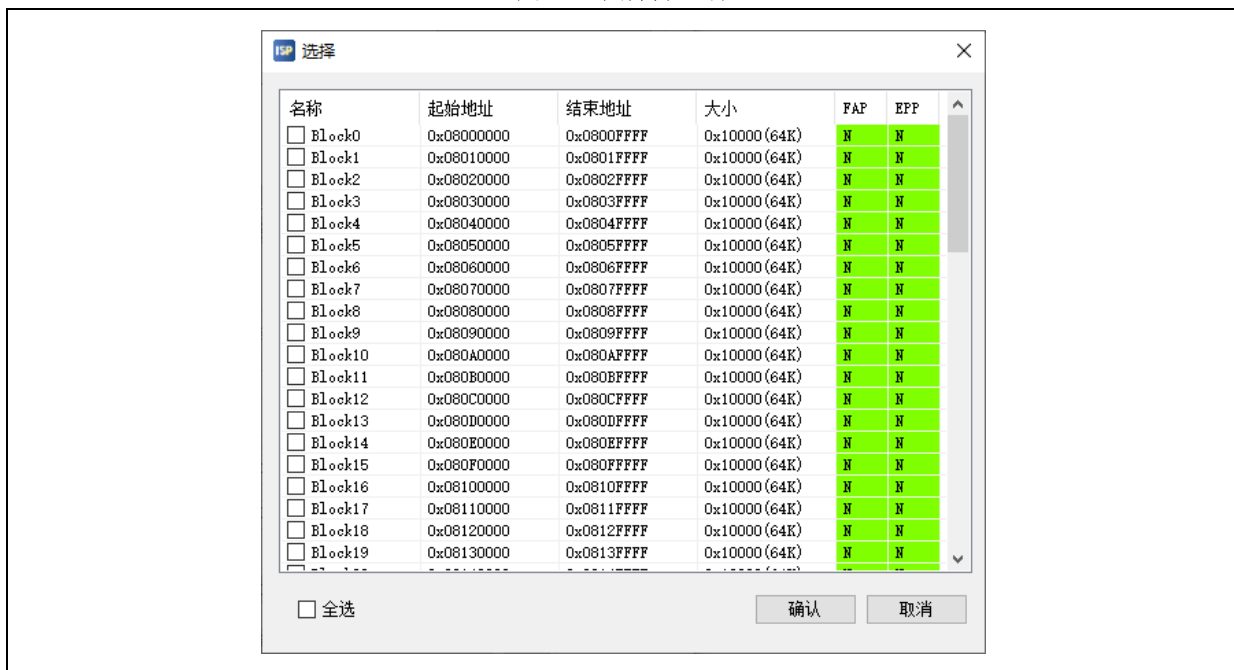 ISP 选择
名称 起始地址 结束地址 大小 FAP EPP
Block0 0x08000000 0x0800FFFF 0x10000(64K) N N
Block1 0x08010000 0x0801FFFF 0x10000(64K) N N
Block2 0x08020000 0x0802FFFF 0x10000(64K) N N
Block3 0x08030000 0x0803FFFF 0x10000(64K) N N
Block4 0x08040000 0x0804FFFF 0x10000(64K) N N
Block5 0x08050000 0x0805FFFF 0x10000(64K) N N
Block6 0x08060000 0x0806FFFF 0x10000(64K) N N
Block7 0x08070000 0x0807FFFF 0x10000(64K) N N
Block8 0x08080000 0x0808FFFF 0x10000(64K) N N
Block9 0x08090000 0x0809FFFF 0x10000(64K) N N
Block10 0x080A0000 0x080AFFFF 0x10000(64K) N N
Block11 0x080B0000 0x080BFFFF 0x10000(64K) N N
Block12 0x080C0000 0x080CFFFF 0x10000(64K) N N
Block13 0x080D0000 0x080DFFFF 0x10000(64K) N N
Block14 0x080E0000 0x080EFFFF 0x10000(64K) N N
Block15 0x080F0000 0x080FFFFF 0x10000(64K) N N
Block16 0x08100000 0x0810FFFF 0x10000(64K) N N
Block17 0x08110000 0x0811FFFF 0x10000(64K) N N
Block18 0x08120000 0x0812FFFF 0x10000(64K) N N
Block19 0x08130000 0x0813FFFF 0x10000(64K) N N
全选 确认 取消